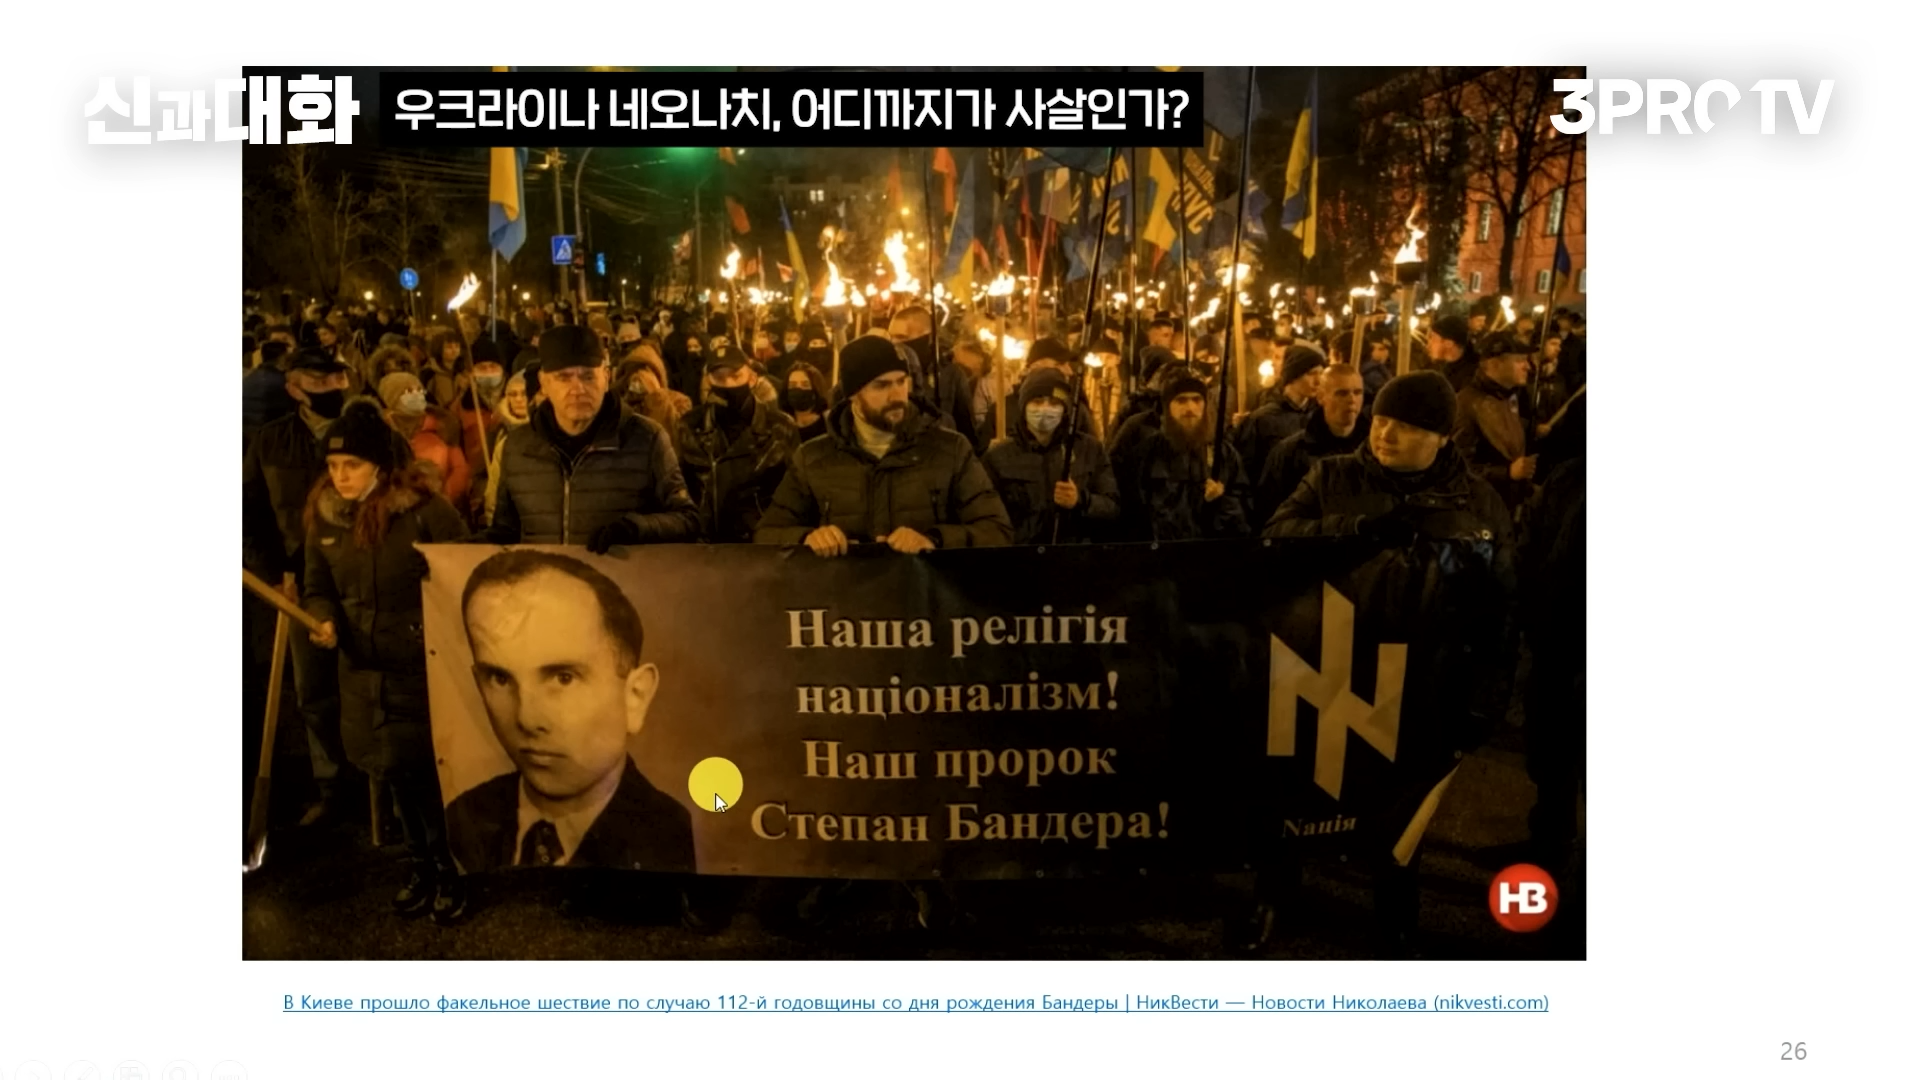 신과대화
우크라이나 네오나치, 어디까지가 사살인가?
3PRO TV
Наша релігія
націоналізм!
Наш пророк
Степан Бандера!
Nація
НВ
В Киеве прошло факельное шествие по случаю 112-й годовщины со дня рождения Бандеры | НикВести — Новости Николаева (nikvesti.com)
26